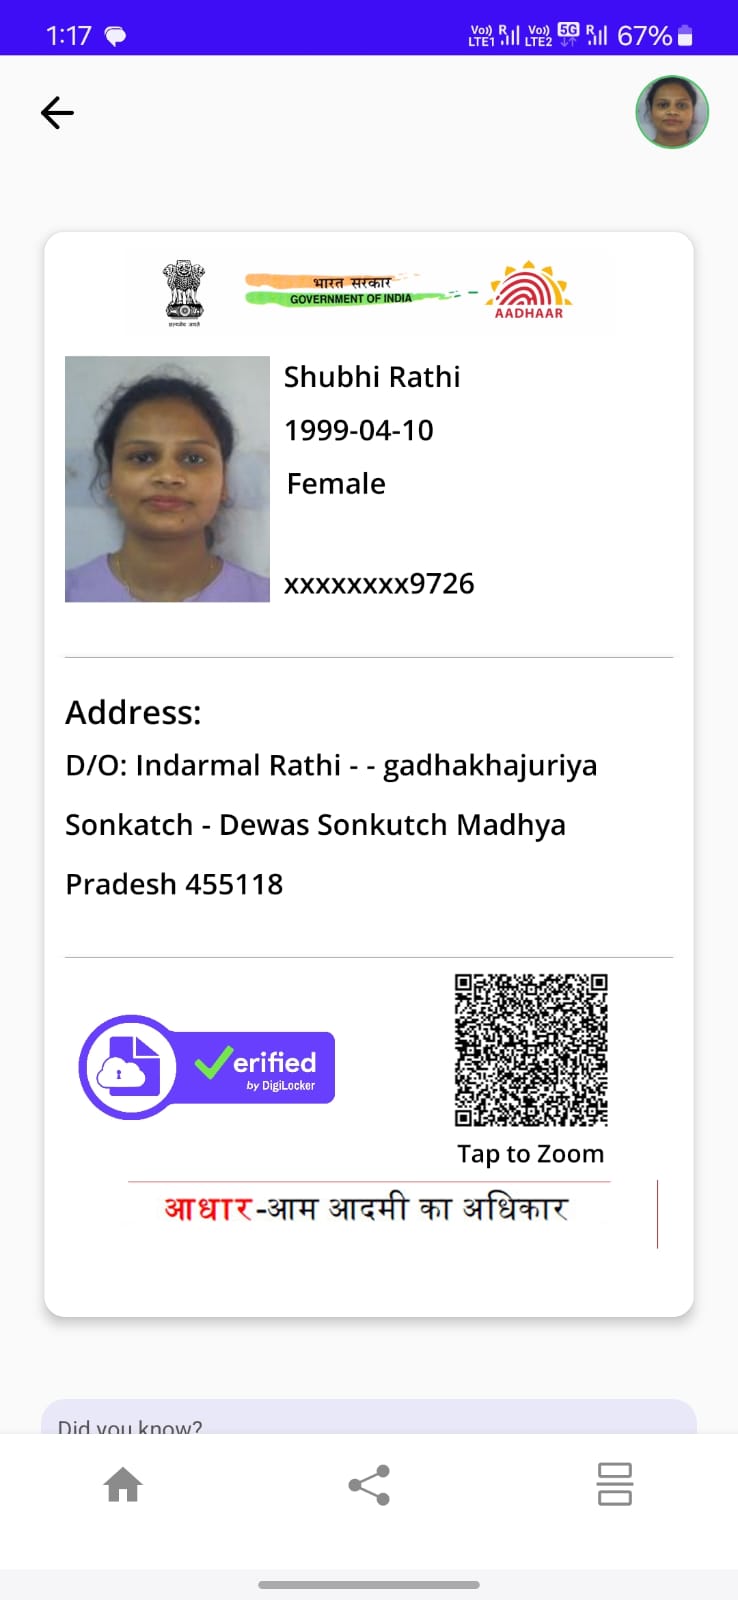 1:17
Vo)) LTE1 R Vo)) LTE2 5G R 67%
सत्यमेव जयते
भारत सरकार
GOVERNMENT OF INDIA
AADHAAR
Shubhi Rathi
1999-04-10
Female
xxxxxxxx9726
Address:
D/O: Indarmal Rathi - - gadhakhajuriya
Sonkatch - Dewas Sonkutch Madhya
Pradesh 455118
Verified
by DigiLocker
Tap to Zoom
आधार-आम आदमी का अधिकार
Did you know?